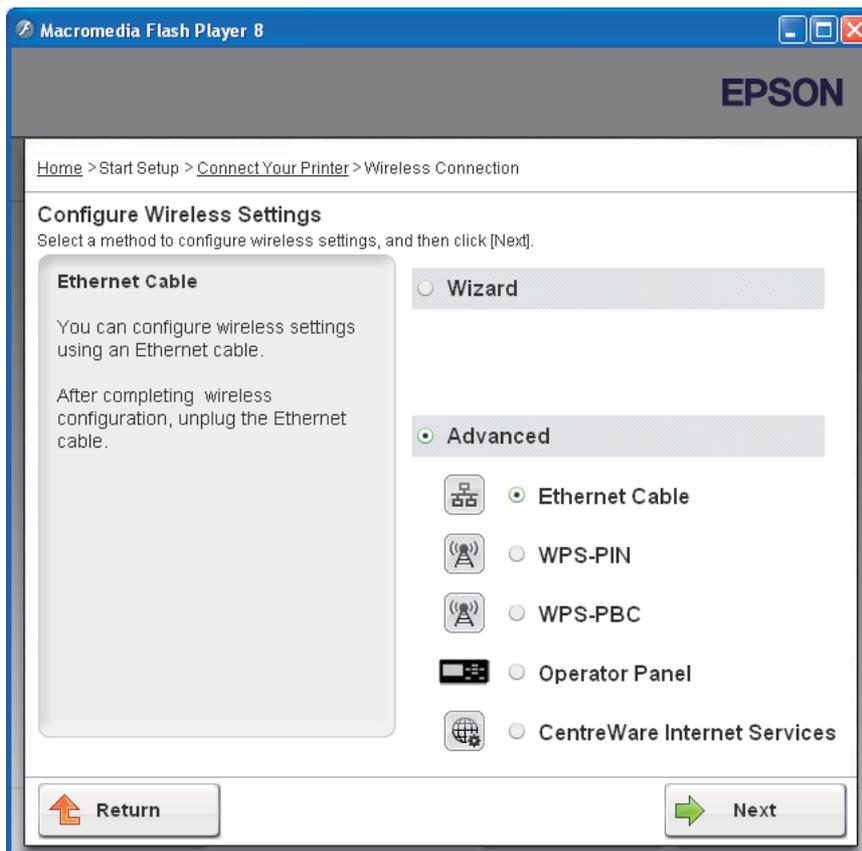 Macromedia Flash Player 8
EPSON
Home > Start Setup > Connect Your Printer > Wireless Connection
Configure Wireless Settings
Select a method to configure wireless settings, and then click [Next].
Ethernet Cable
You can configure wireless settings
using an Ethernet cable.
After completing wireless
configuration, unplug the Ethernet
cable.
Wizard
Advanced
Ethernet Cable
WPS-PIN
WPS-PBC
Operator Panel
CentreWare Internet Services
Return
Next